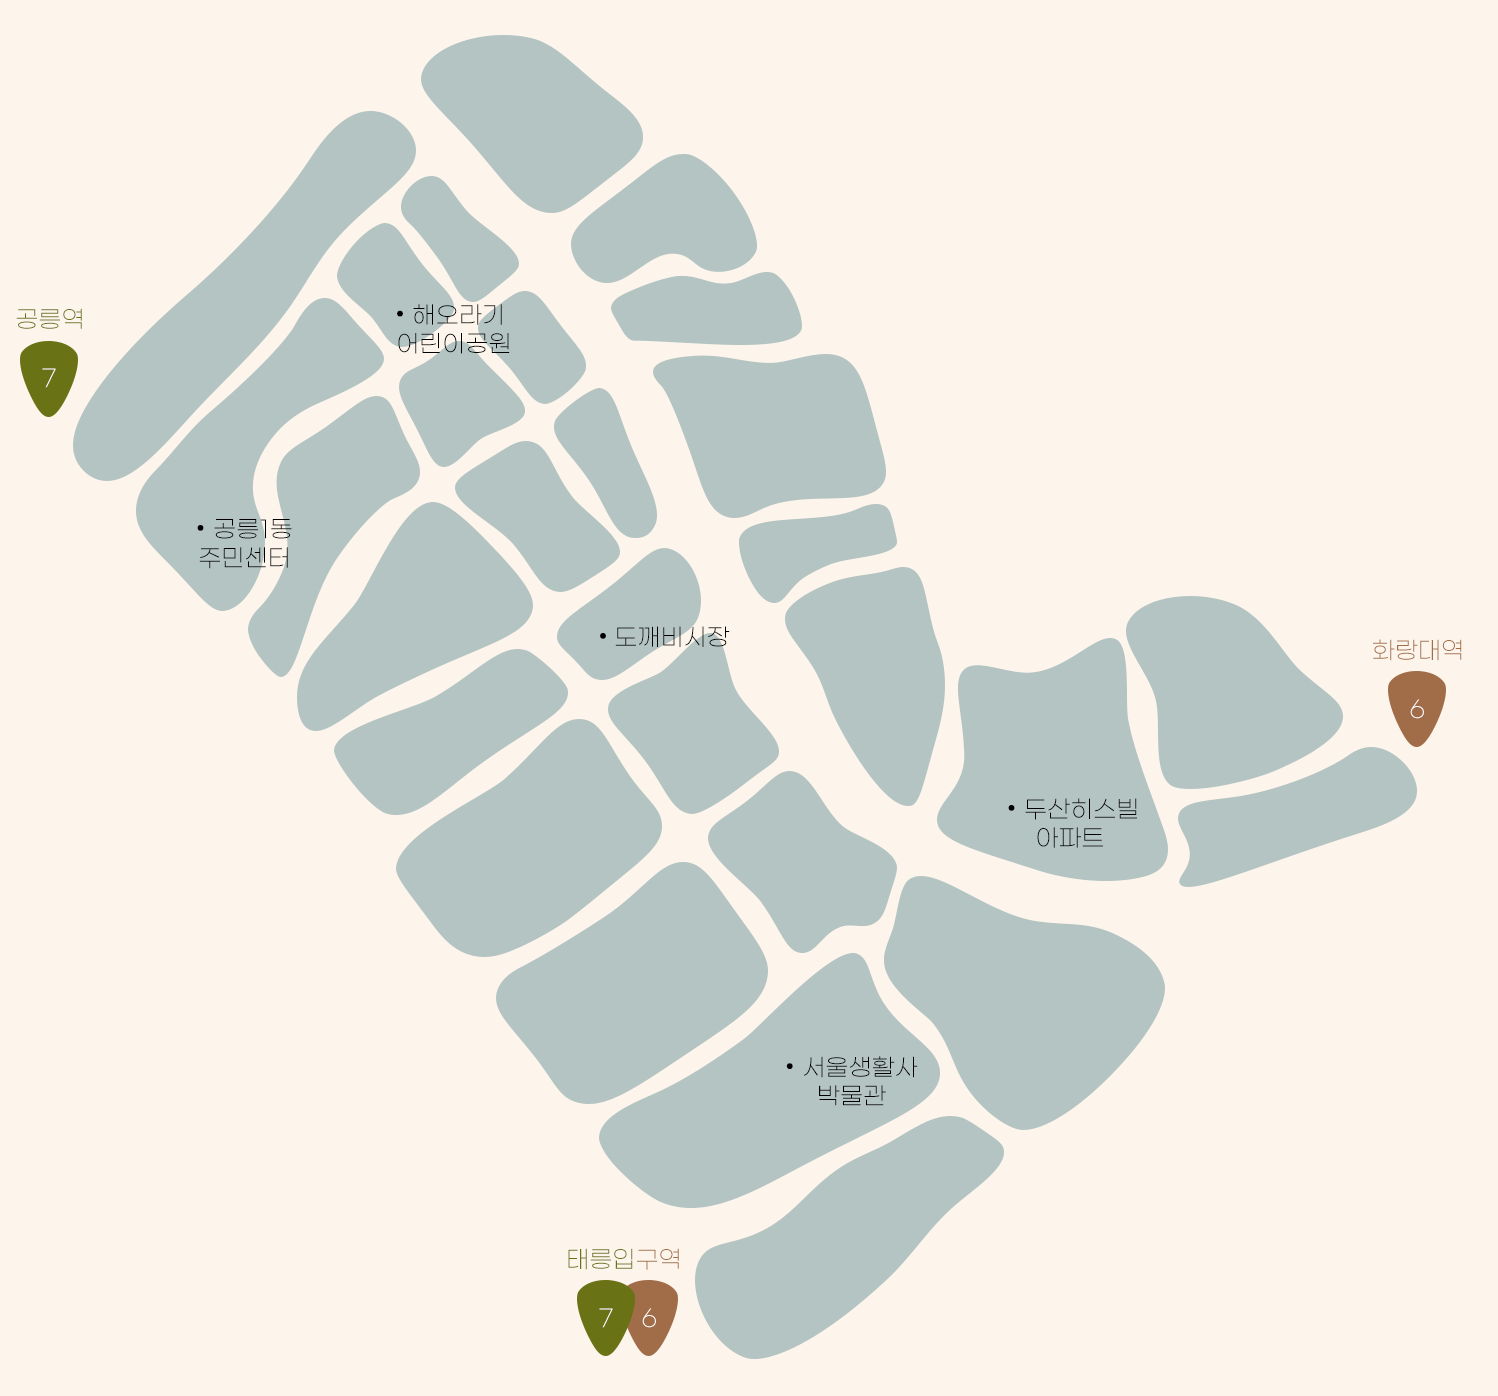 해오라기
어린이공원
공릉역
7
공릉1동
주민센터
도깨비시장
화랑대역
6
두산히스빌
아파트
서울생활사
박물관
태릉입구역
7 6